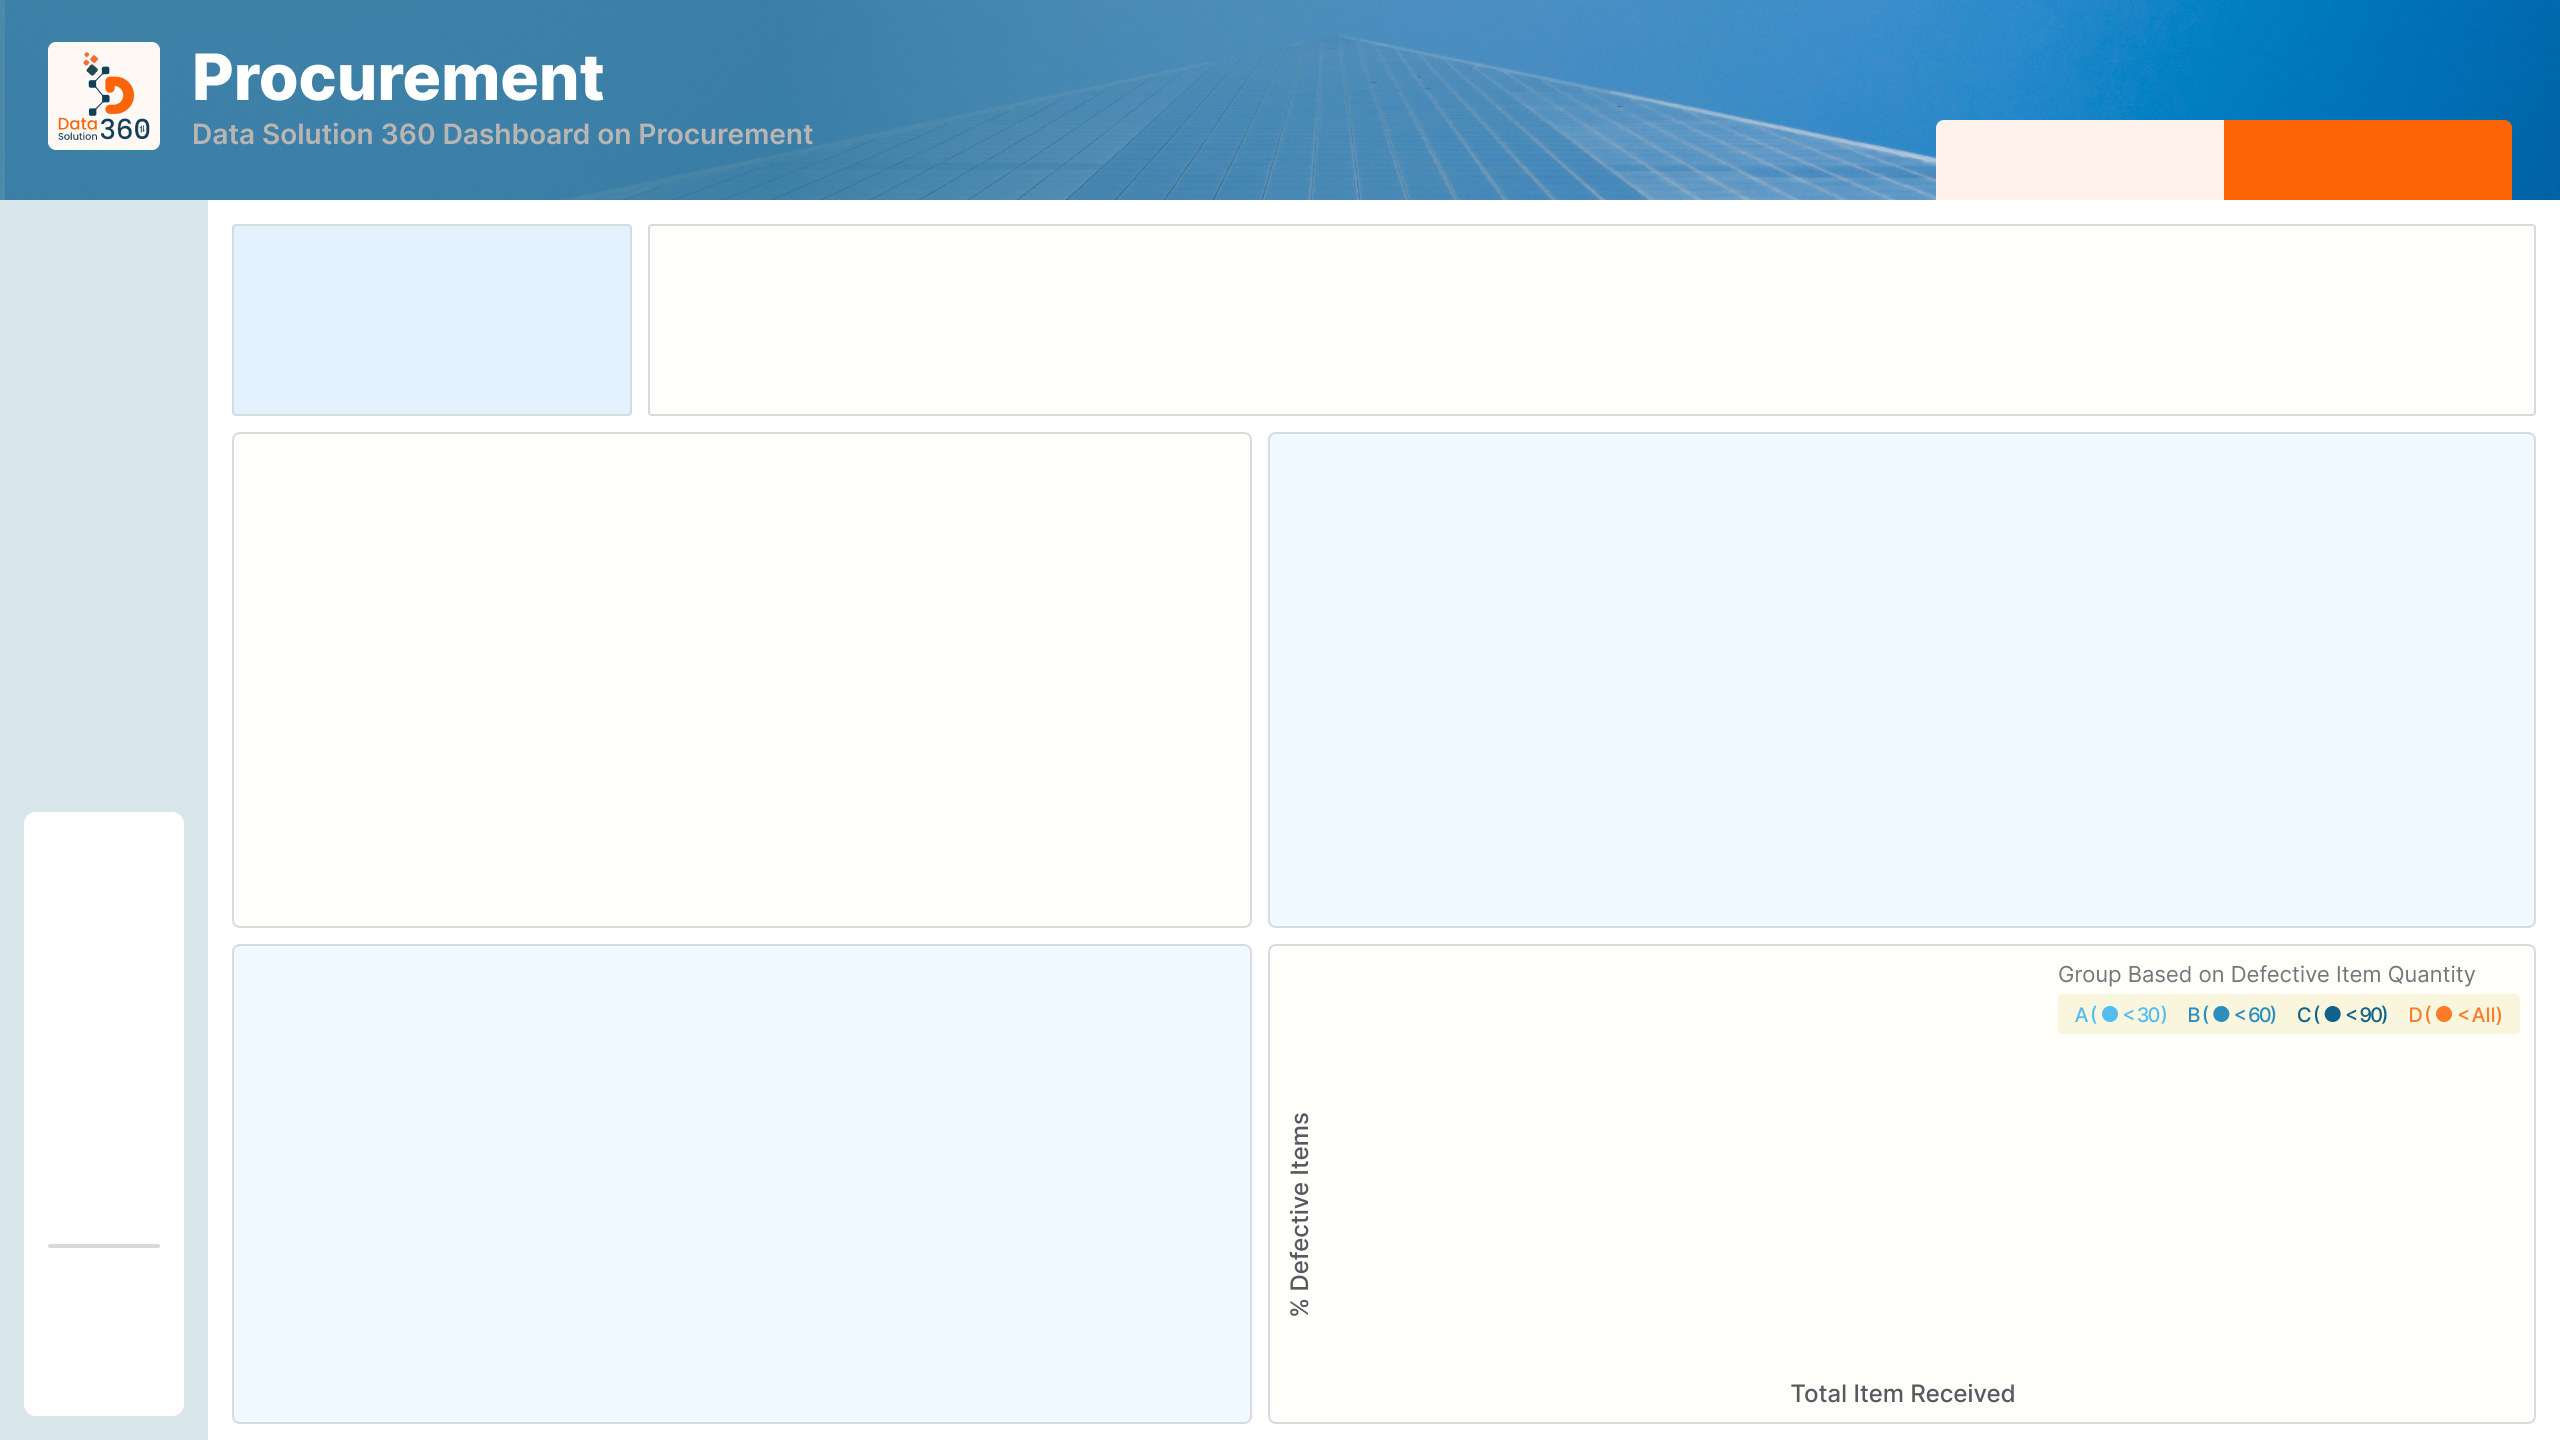 Procurement
Data Solution 360 Dashboard on Procurement
Data
Solution 360
Group Based on Defective Item Quantity
A( <30) B( <60) C( <90) D( <All)
% Defective Items
Total Item Received